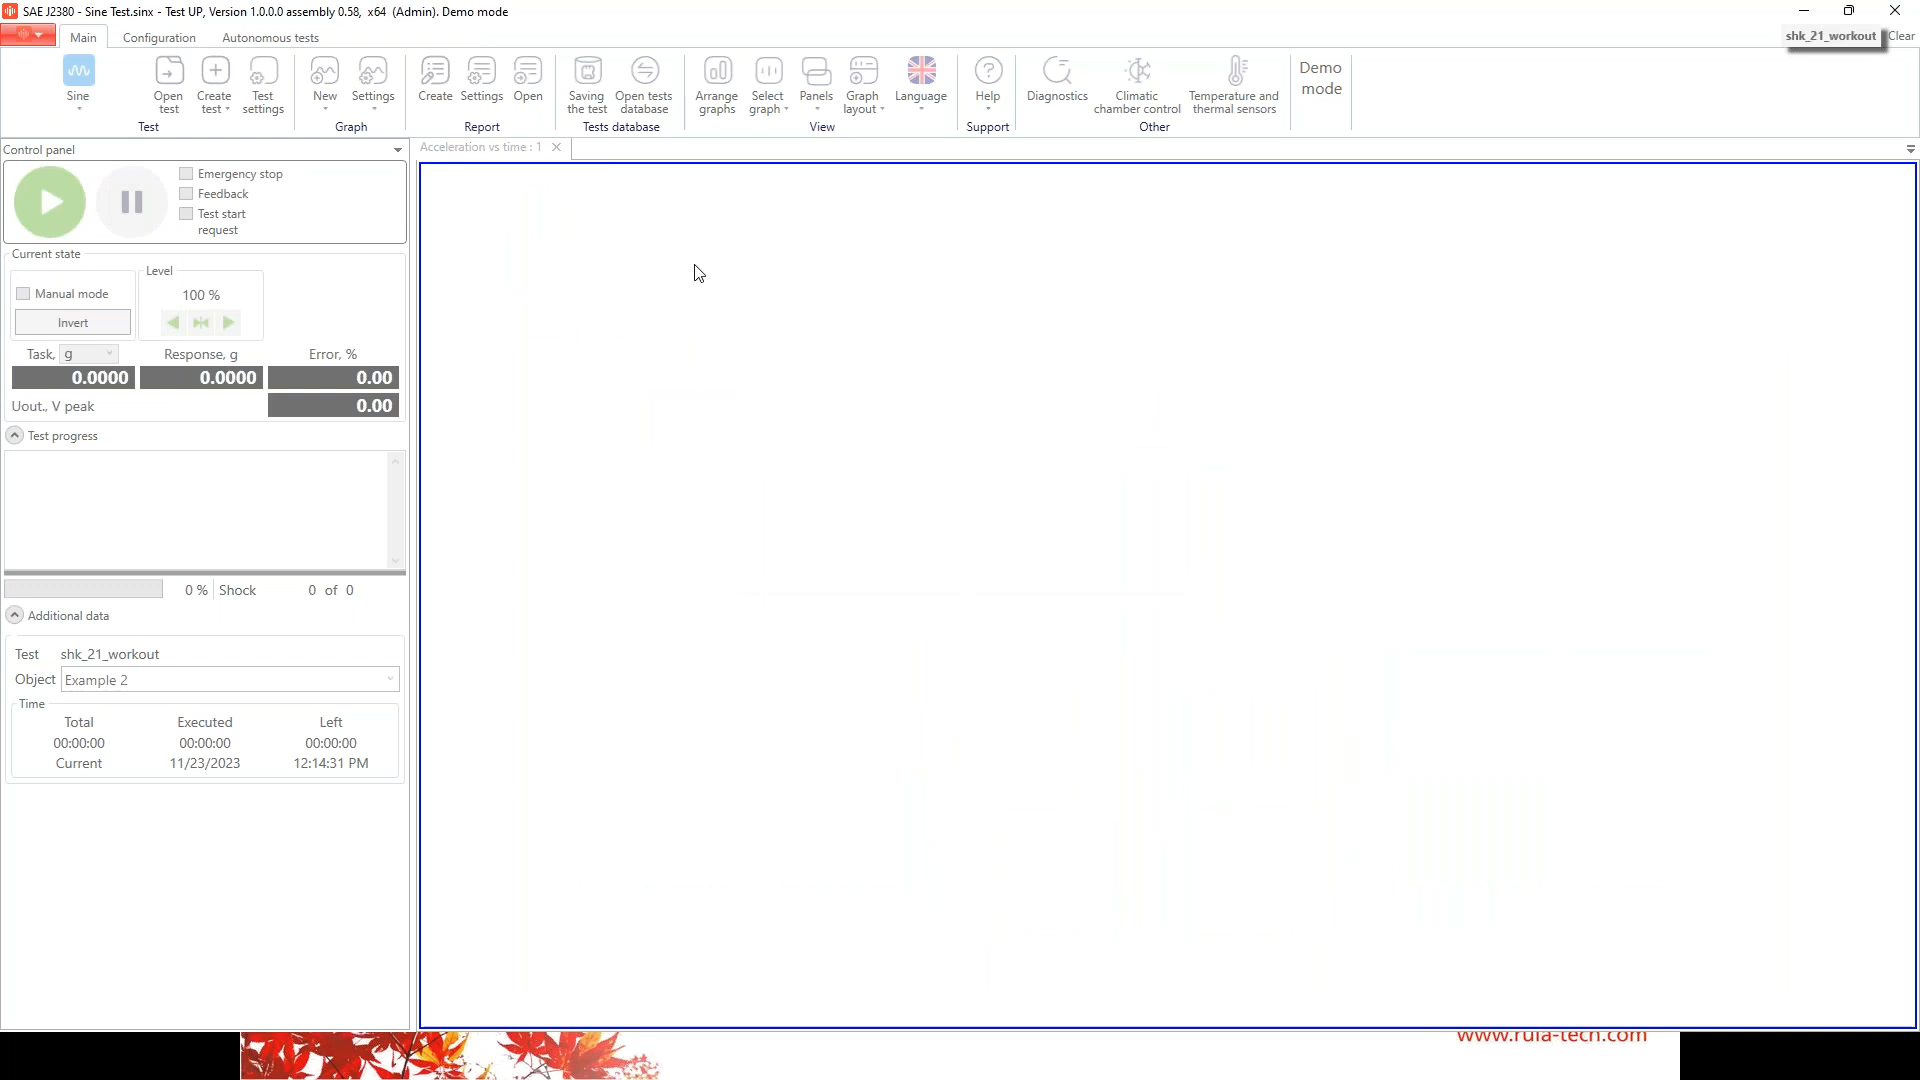 SAE J2380 - Sine Test.sinx - Test UP, Version 1.0.0.0 assembly 0.58, x64 (Admin). Demo mode
Main Configuration Autonomous tests
shk_21_workout Clear
Sine
Open test
Create test
Test settings
Test
New
Settings
Graph
Create
Settings
Open
Report
Saving the test
Open tests database
Tests database
Arrange graphs
Select graph
Panels
Graph layout
Language
View
Help
Support
Diagnostics
Climatic chamber control
Temperature and thermal sensors
Other
Demo mode
Control panel
Acceleration vs time : 1
Emergency stop
Feedback
Test start
request
Current state
Level
Manual mode
100 %
Invert
Task, g Response, g Error, %
0.0000 0.0000 0.00
Uout., V peak 0.00
Test progress
0 % Shock 0 of 0
Additional data
Test shk_21_workout
Object Example 2
Time
Total Executed Left
00:00:00 00:00:00 00:00:00
Current 11/23/2023 12:14:31 PM
www.rula-tech.com